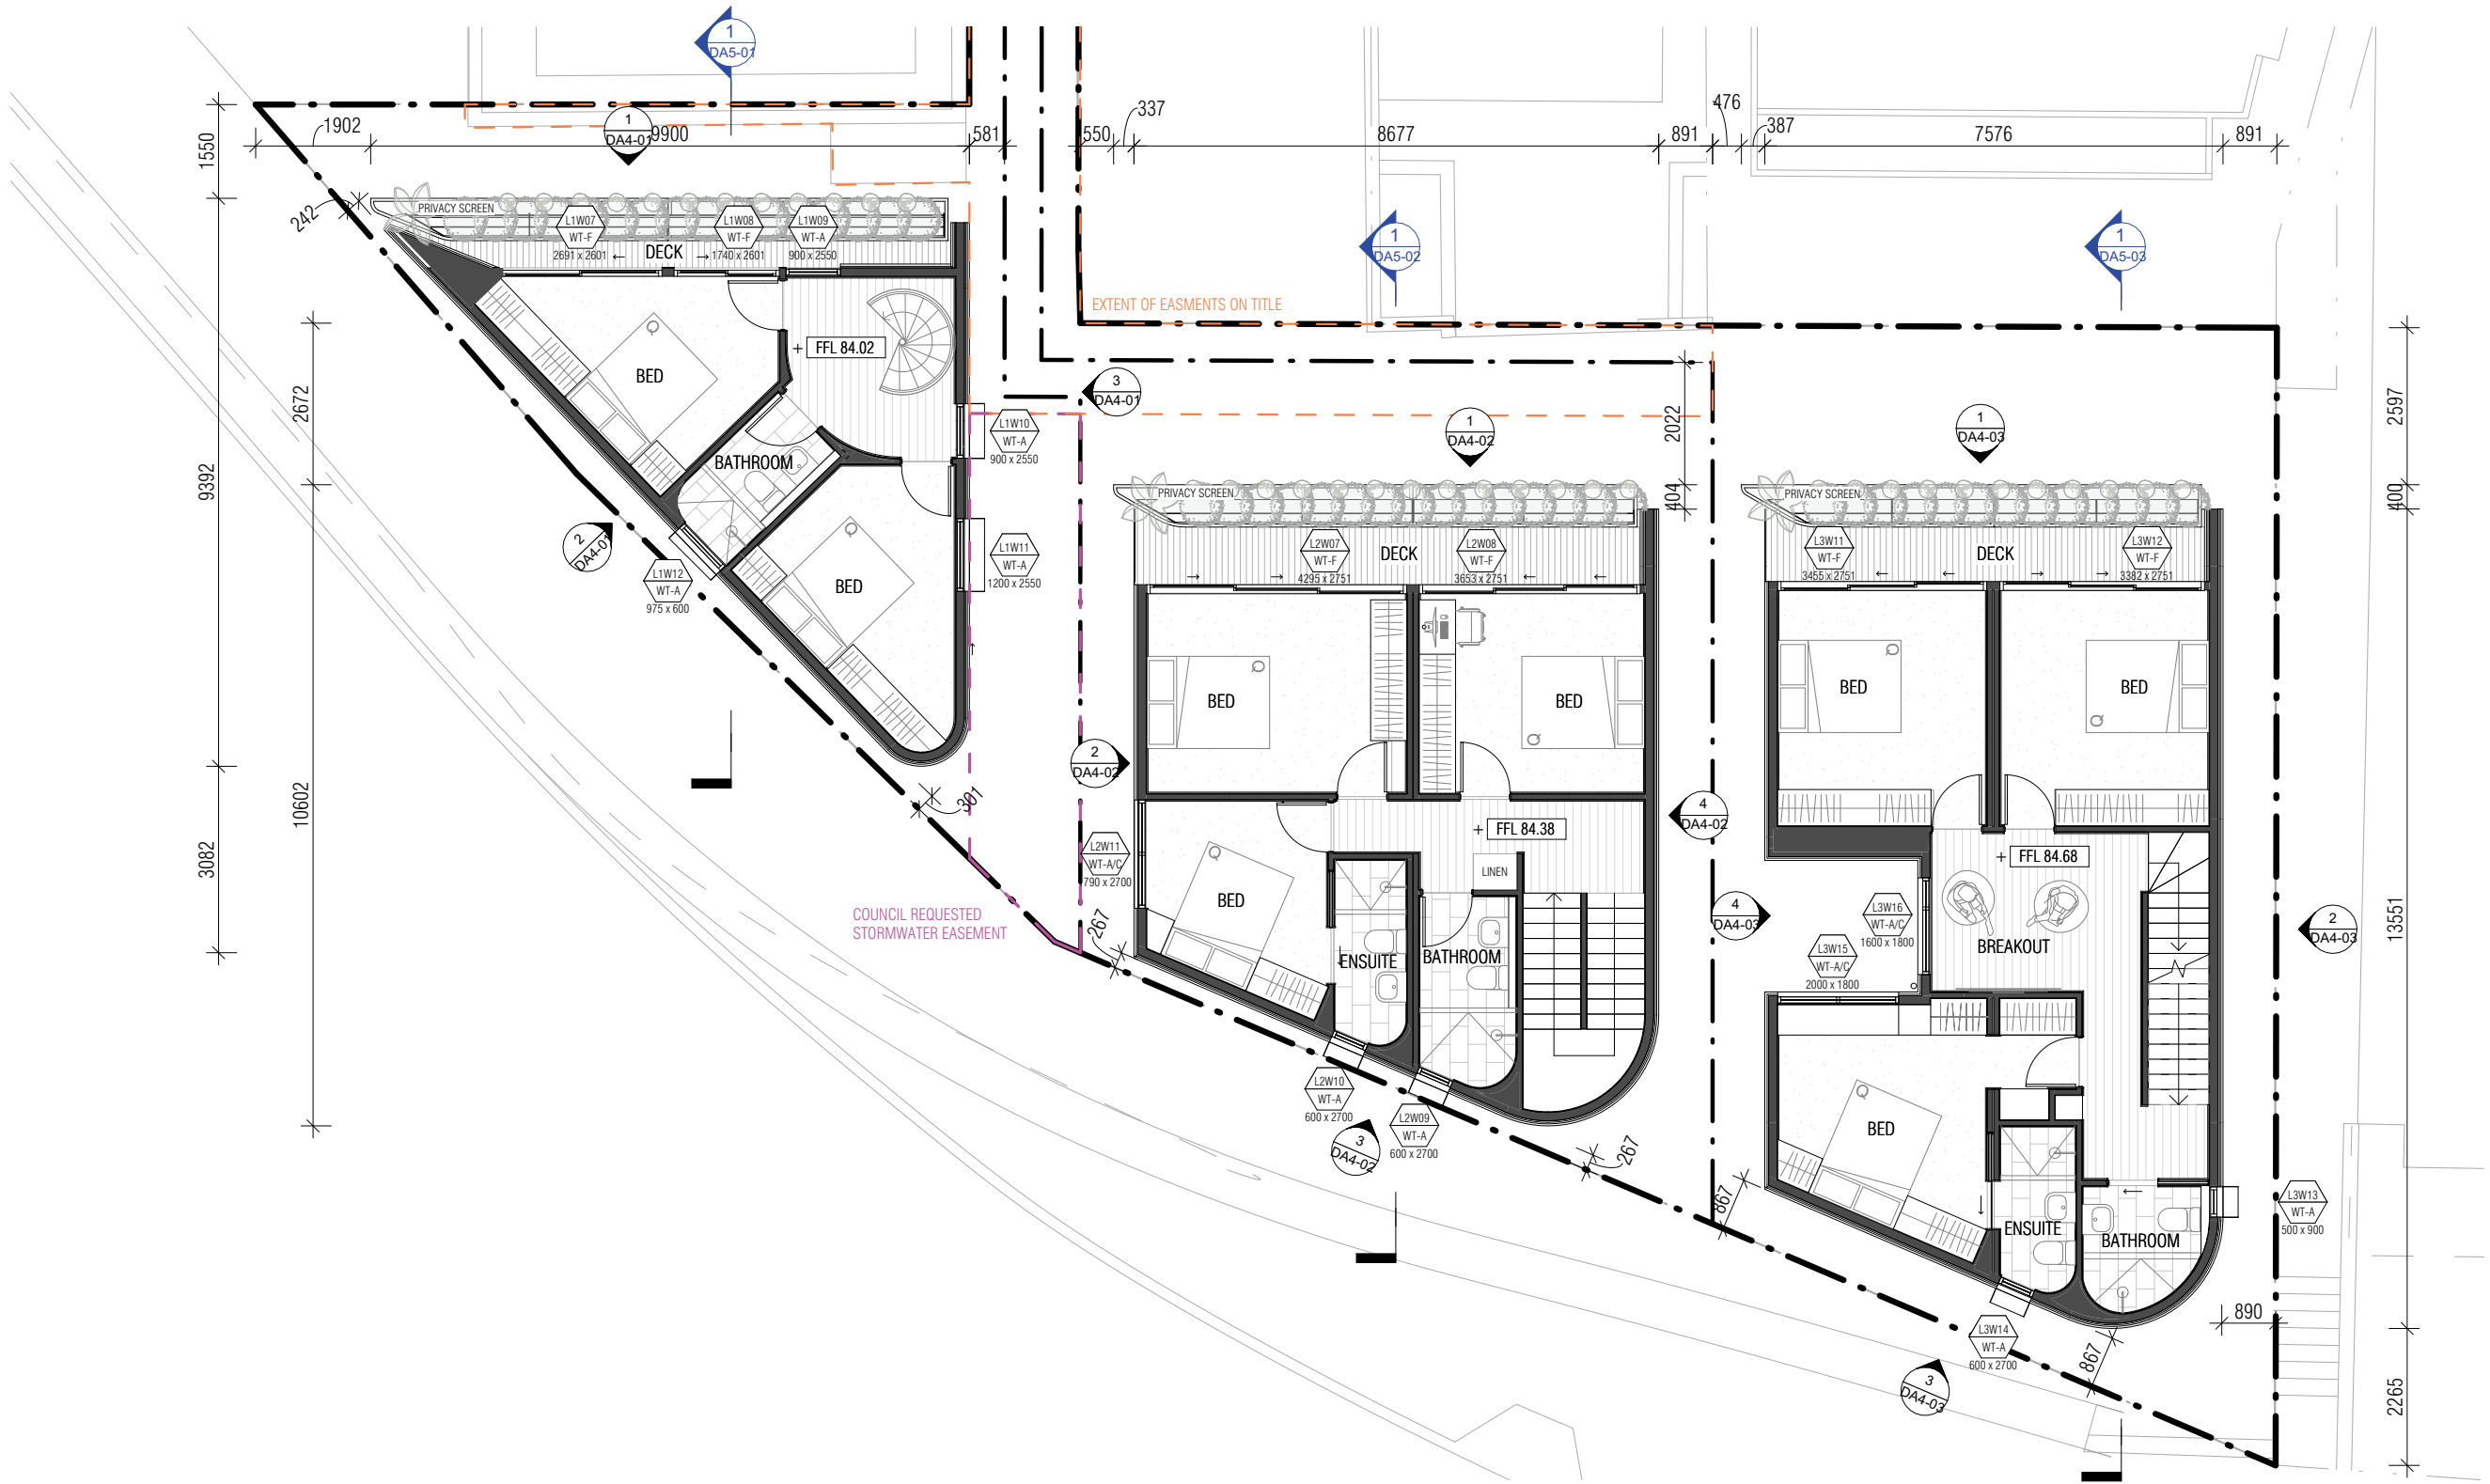 1
DA5-01
1902
1
DA4-01
9900
581
550
337
8677
891
476
387
7576
891
1550
242
PRIVACY SCREEN
L1W07
WT-F
2691 x 2601
L1W08
WT-F
1740 x 2601
L1W09
WT-A
900 x 2550
DECK
1
DA5-02
1
DA5-03
EXTENT OF EASMENTS ON TITLE
FFL 84.02
BED
2672
9392
10602
3082
BATHROOM
3
DA4-01
L1W10
WT-A
900 x 2550
L1W11
WT-A
1200 x 2550
2
DA4-01
L1W12
WT-A
975 x 600
BED
301
COUNCIL REQUESTED
STORMWATER EASEMENT
2022
404
1
DA4-02
PRIVACY SCREEN
L2W07
WT-F
4295 x 2751
DECK
L2W08
WT-F
3653 x 2751
BED
BED
2
DA4-02
4
DA4-02
FFL 84.38
L2W11
WT-A/C
790 x 2700
LINEN
BED
ENSUITE
BATHROOM
267
L2W10
WT-A
600 x 2700
L2W09
WT-A
600 x 2700
3
DA4-02
267
1
DA4-03
2597
400
PRIVACY SCREEN
L3W11
WT-F
3455 x 2751
DECK
L3W12
WT-F
3382 x 2751
BED
BED
FFL 84.68
4
DA4-03
L3W16
WT-A/C
1600 x 1800
BREAKOUT
L3W15
WT-A/C
2000 x 1800
2
DA4-03
13551
BED
867
ENSUITE
BATHROOM
L3W13
WT-A
500 x 900
L3W14
WT-A
600 x 2700
890
867
3
DA4-03
2265